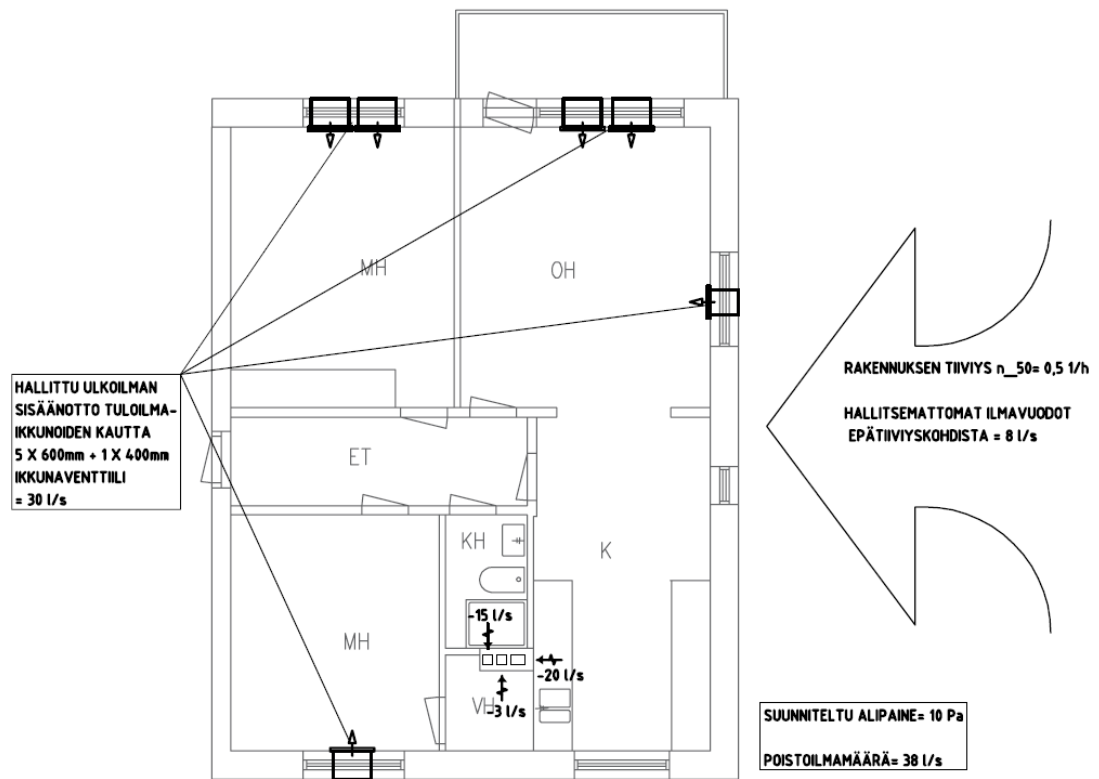 MH
OH
HALLITTU ULKOILMAN
SISÄÄNOTTO TULOILMA-
IKKUNOIDEN KAUTTA
5 X 600mm + 1 X 400mm
IKKUNAVENTTIILI
= 30 l/s
RAKENNUKSEN TIIVIYS n_50= 0,5 1/h
HALLITSEMATTOMAT ILMAVUODOT
EPÄTIIVIYSKOHDISTA = 8 l/s
ET
KH
K
-15 l/s
MH
-20 l/s
VH
-3 l/s
SUUNNITELTU ALIPAINE= 10 Pa
POISTOILMAMÄÄRÄ= 38 l/s